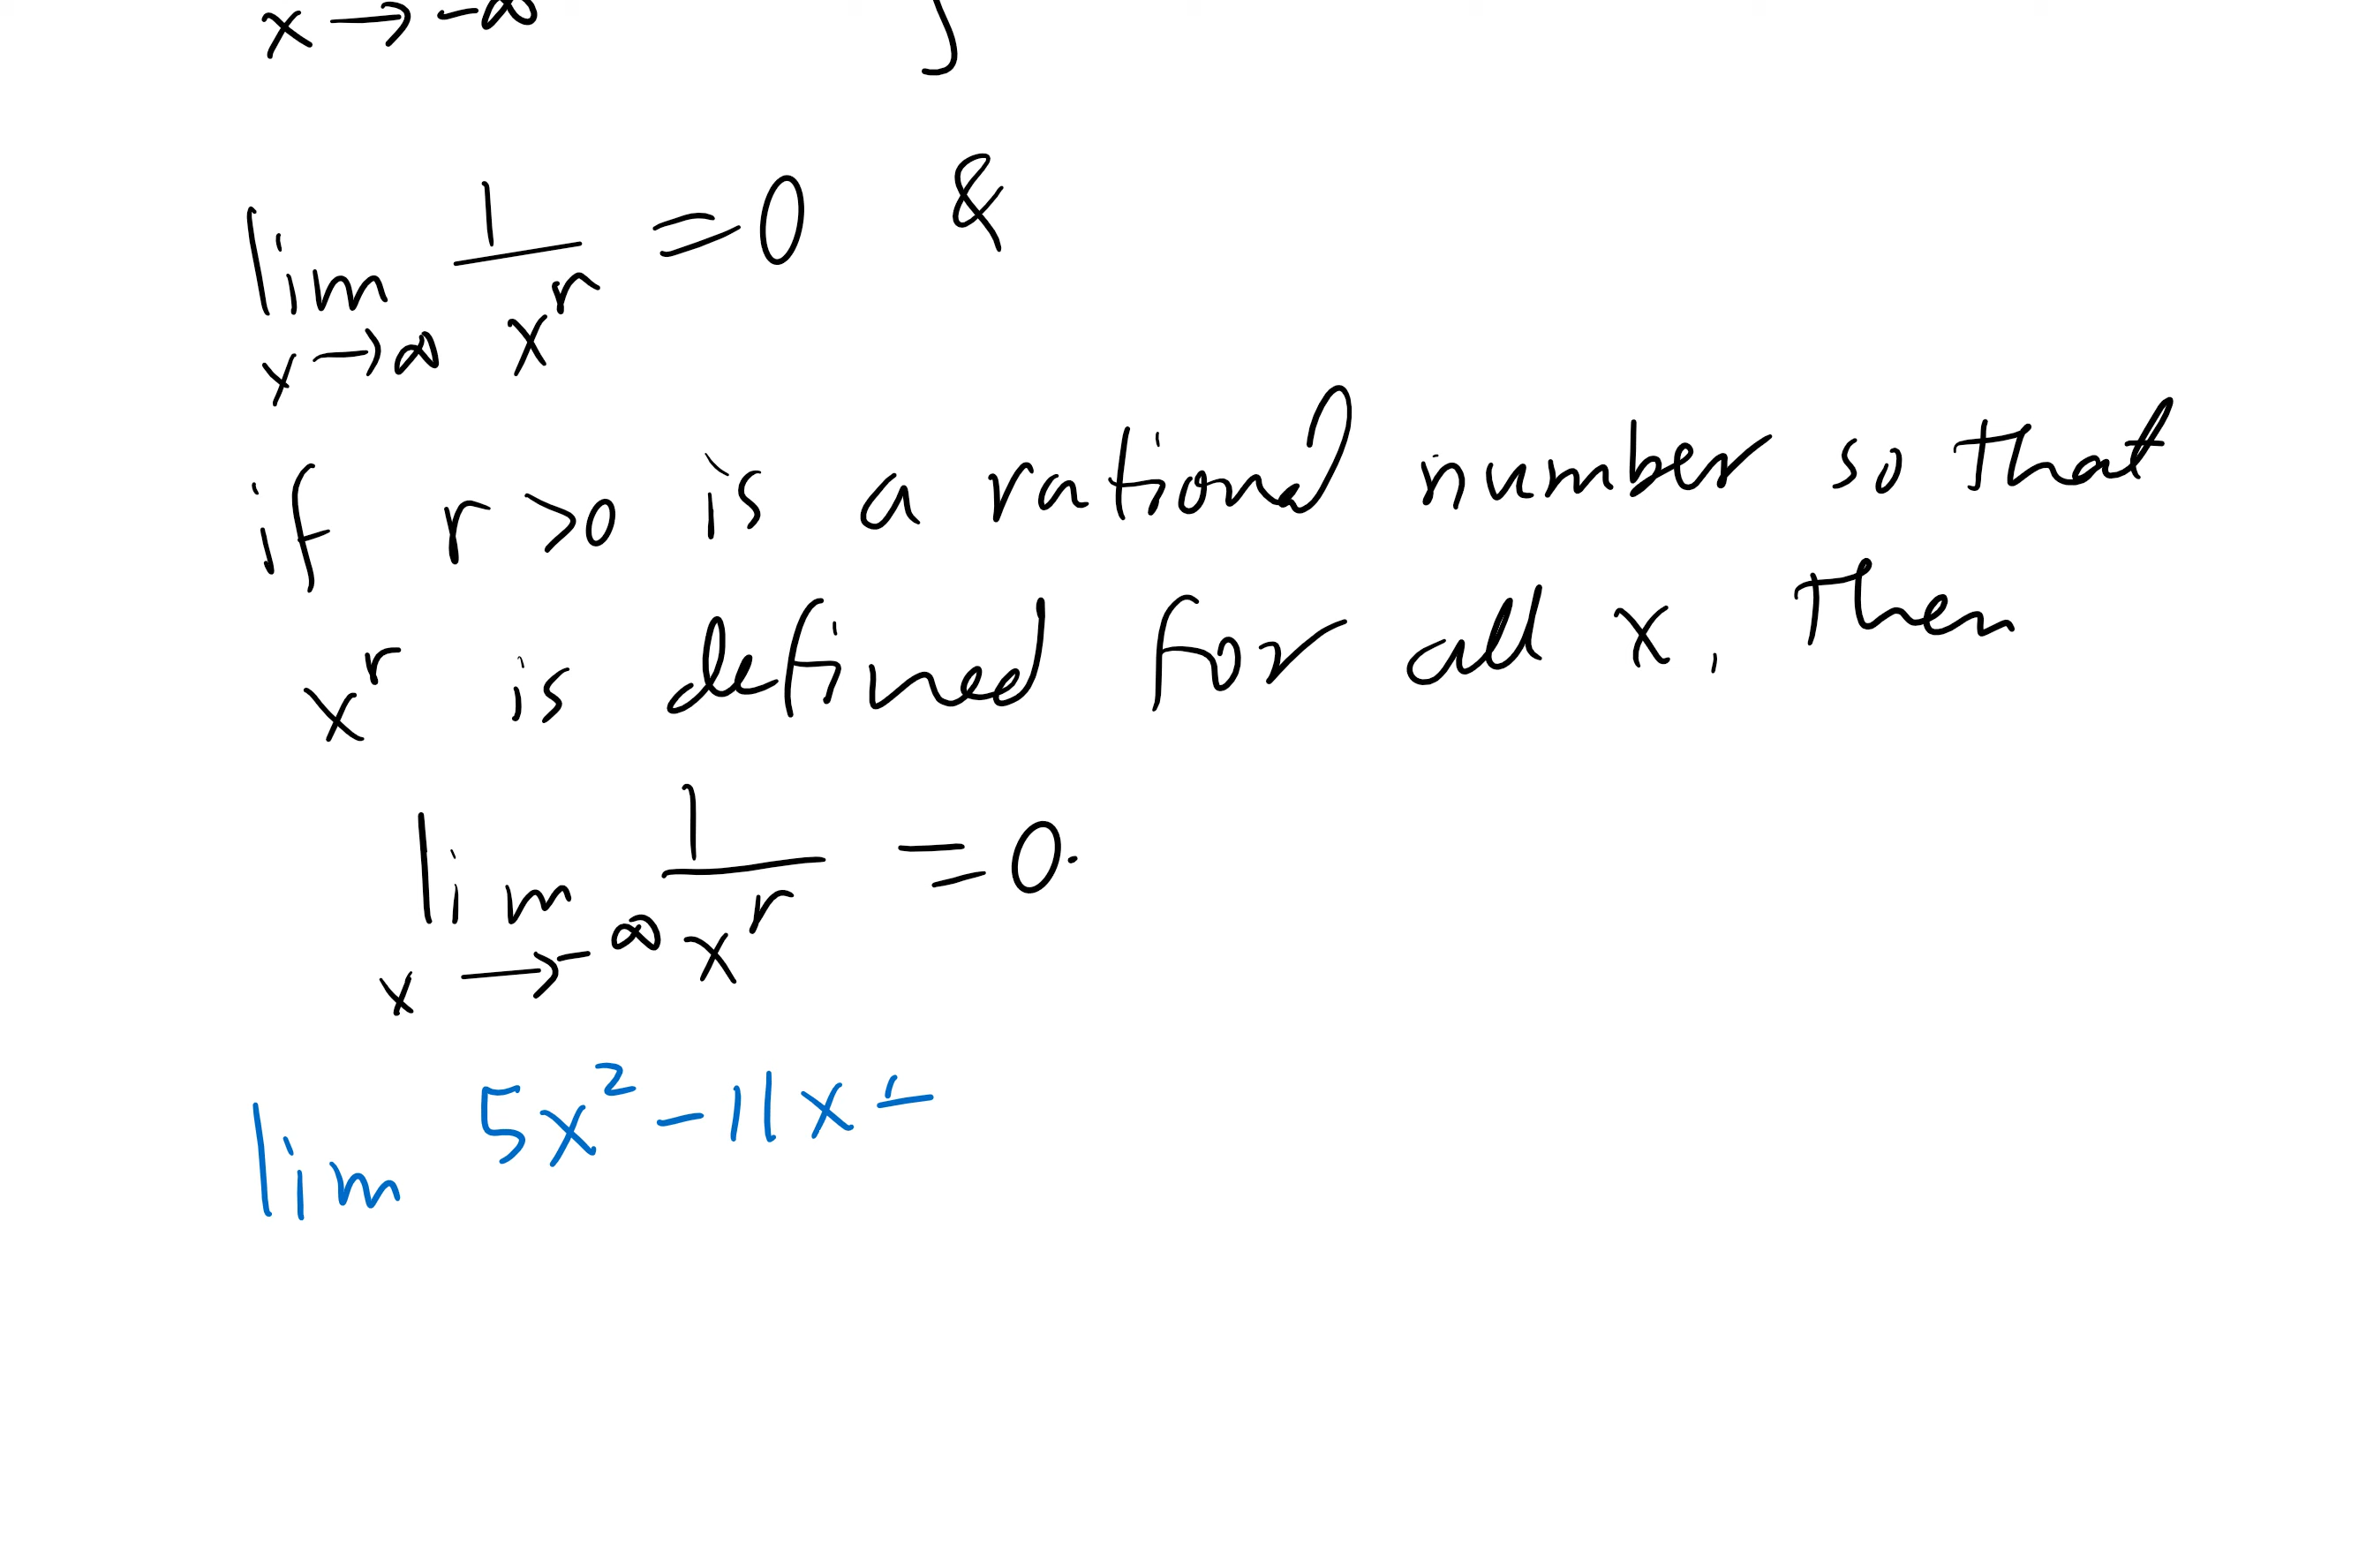 x → -∞
lim 1/x^r = 0 &
x → ∞
if r > 0 is a rational number is that
x^r is defined for all x, then
lim 1/x^r = 0.
x → -∞
lim 5x² - 11x